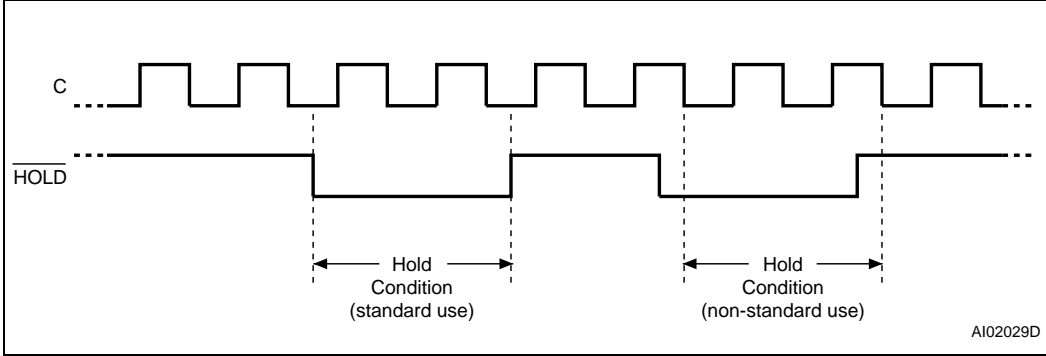 C
HOLD
Hold
Condition
(standard use)
Hold
Condition
(non-standard use)
AI02029D